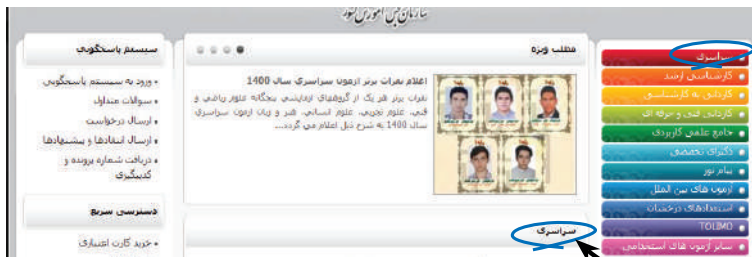 سازمان سنجش آموزش کشور
سراسری
کارشناسی ارشد
کاردانی به کارشناسی
کاردانی فنی و حرفه ای
جامع علمی کاربردی
دکترای تخصصی
پیام نور
آزمون های بین الملل
استعدادهای درخشان
TOLIMO
سایر آزمون های استخدامی
مطلب ویژه
اعلام نفرات برتر آزمون سراسری سال 1400
نفرات برتر هر یک از گروههای آزمایشی پنجگانه علوم ریاضی و
فنی، علوم تجربی، علوم انسانی، هنر و زبان آزمون سراسری
سال 1400 به شرح ذیل اعلام می گردد...
سراسری
سیستم پاسخگویی
ورود به سیستم پاسخگویی
سوالات متداول
ارسال درخواست
ارسال انتقادها و پیشنهادها
دریافت شماره پرونده و
کدپیگیری
دسترسی سریع
خرید کارت اعتباری